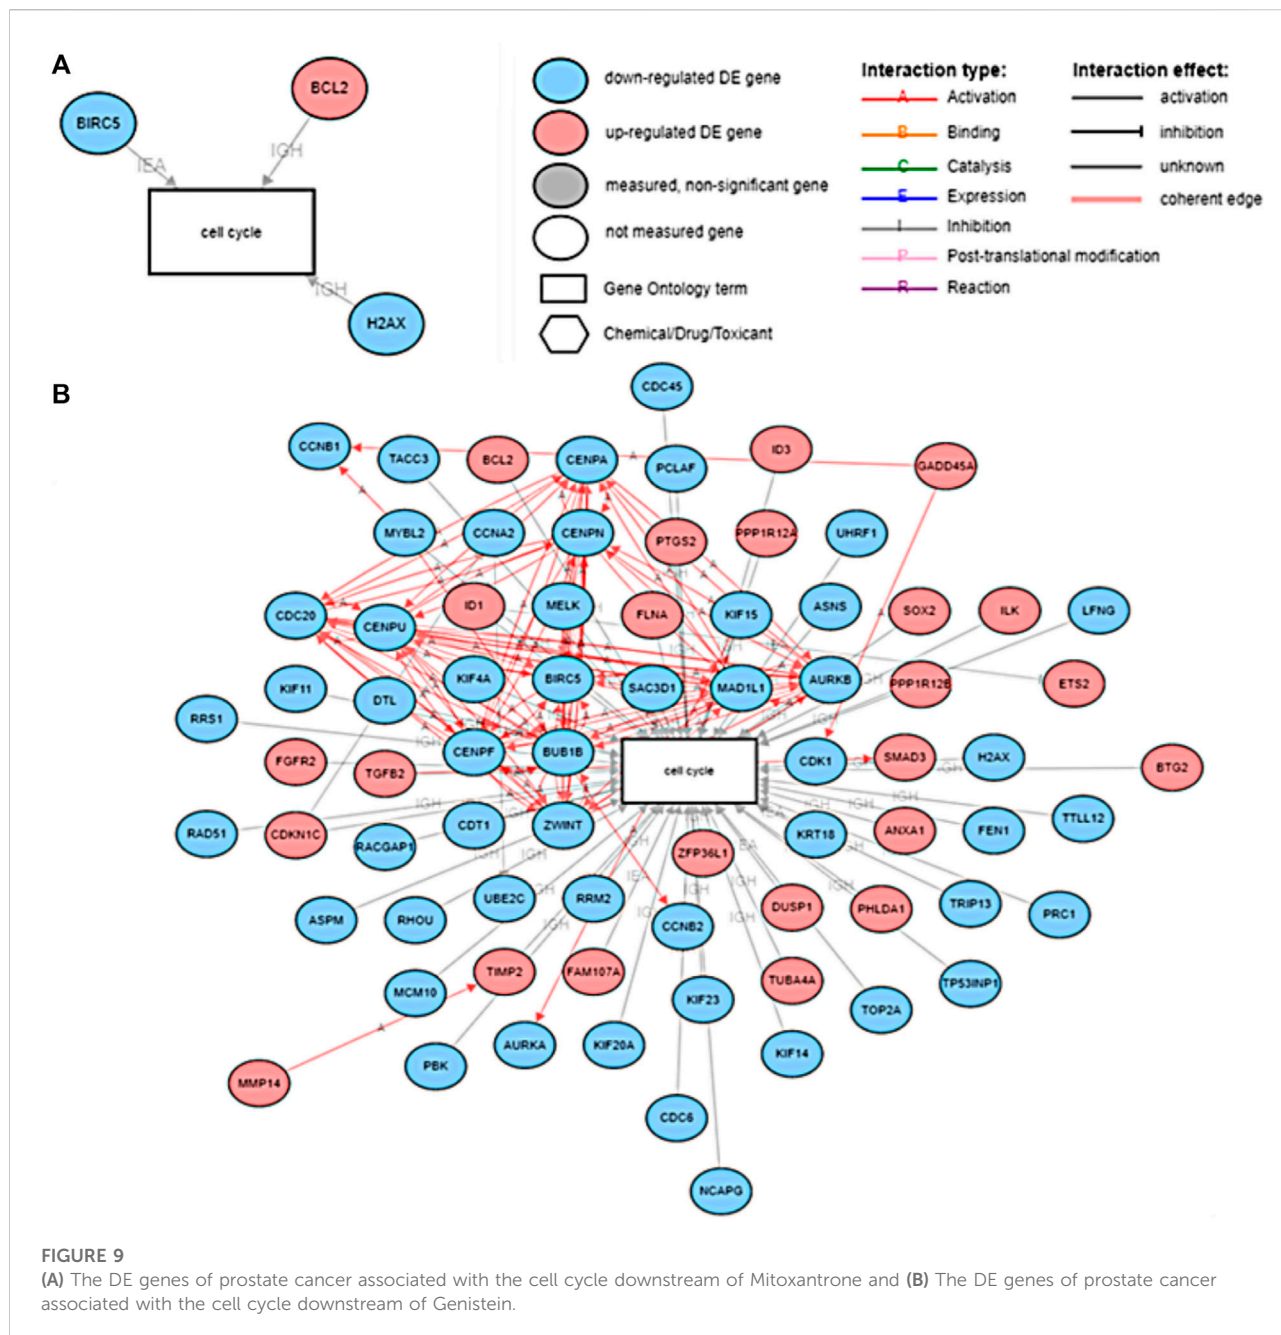 A
BIRC5
BCL2
IEA
IGH
cell cycle
IGH
H2AX
down-regulated DE gene
up-regulated DE gene
measured, non-significant gene
not measured gene
Gene Ontology term
Chemical/Drug/Toxicant
Interaction type:
A Activation
B Binding
C Catalysis
E Expression
I Inhibition
P Post-translational modification
R Reaction
Interaction effect:
activation
inhibition
unknown
coherent edge
B
CDC45
CCNB1
TACC3
BCL2
CENPA
A
PCLAF
ID3
GADD45A
A
MYBL2
CCNA2
CENPN
PTGS2
PPP1R12A
UHRF1
CDC20
CENPU
ID1
MELK
FLNA
KIF15
ASNS
SOX2
ILK
LFNG
KIF11
DTL
KIF4A
BIRC5
SAC3D1
MAD1L1
AURKB
PPP1R12B
ETS2
RRS1
FGFR2
TGFB2
CENPF
BUB1B
cell cycle
CDK1
SMAD3
H2AX
BTG2
RAD51
CDKN1C
RACGAP1
CDT1
ZWINT
ZFP36L1
KRT18
ANXA1
FEN1
TTLL12
IGH
IGH
IGH
IGH
ASPM
RHOU
UBE2C
RRM2
CCNB2
DUSP1
PHLDA1
TRIP13
PRC1
MCM10
TIMP2
FAM107A
KIF23
TUBA4A
TOP2A
TP53INP1
A
MMP14
PBK
AURKA
KIF20A
KIF14
CDC6
NCAPG
FIGURE 9
(A) The DE genes of prostate cancer associated with the cell cycle downstream of Mitoxantrone and (B) The DE genes of prostate cancer
associated with the cell cycle downstream of Genistein.